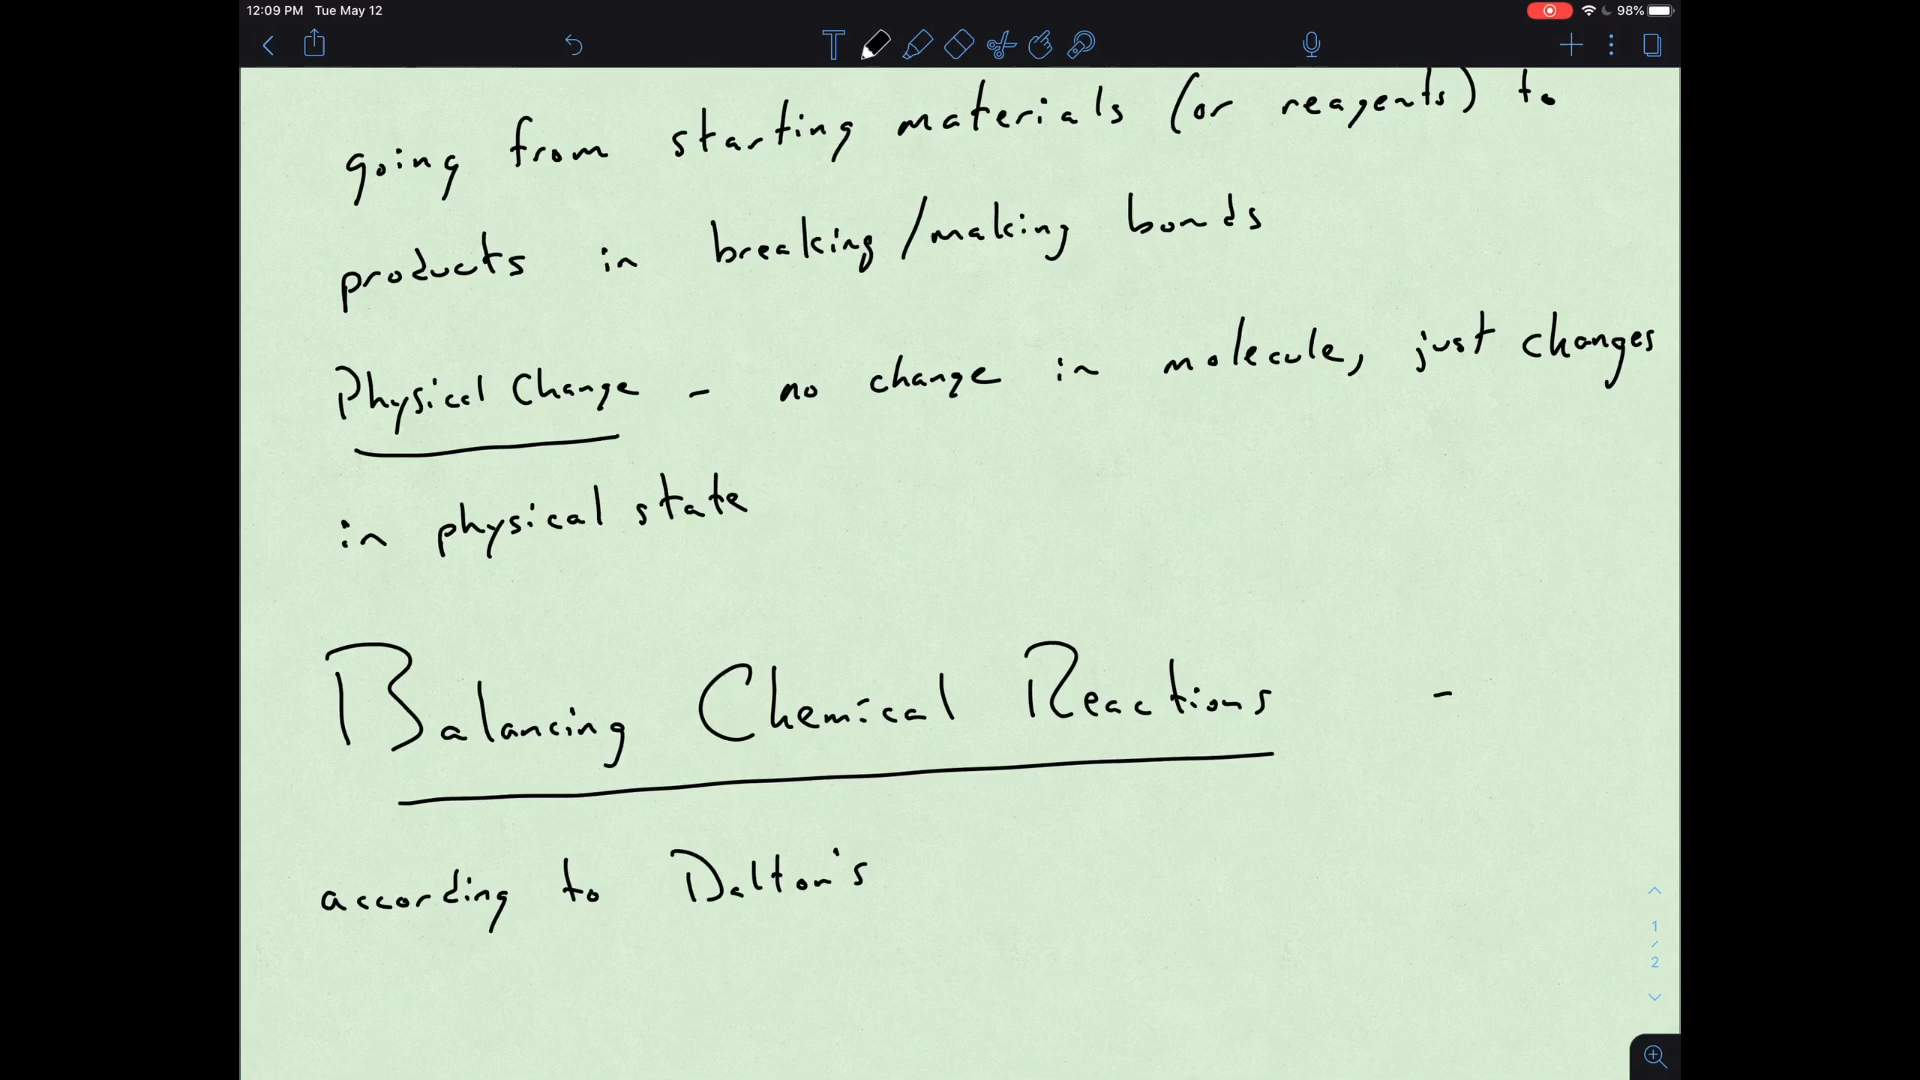 12:09 PM Tue May 12
98%
going from starting materials (or reagents) to
products in breaking/making bonds
Physical Change - no change in molecule, just changes
in physical state
Balancing Chemical Reactions -
according to Dalton's
1
/
2